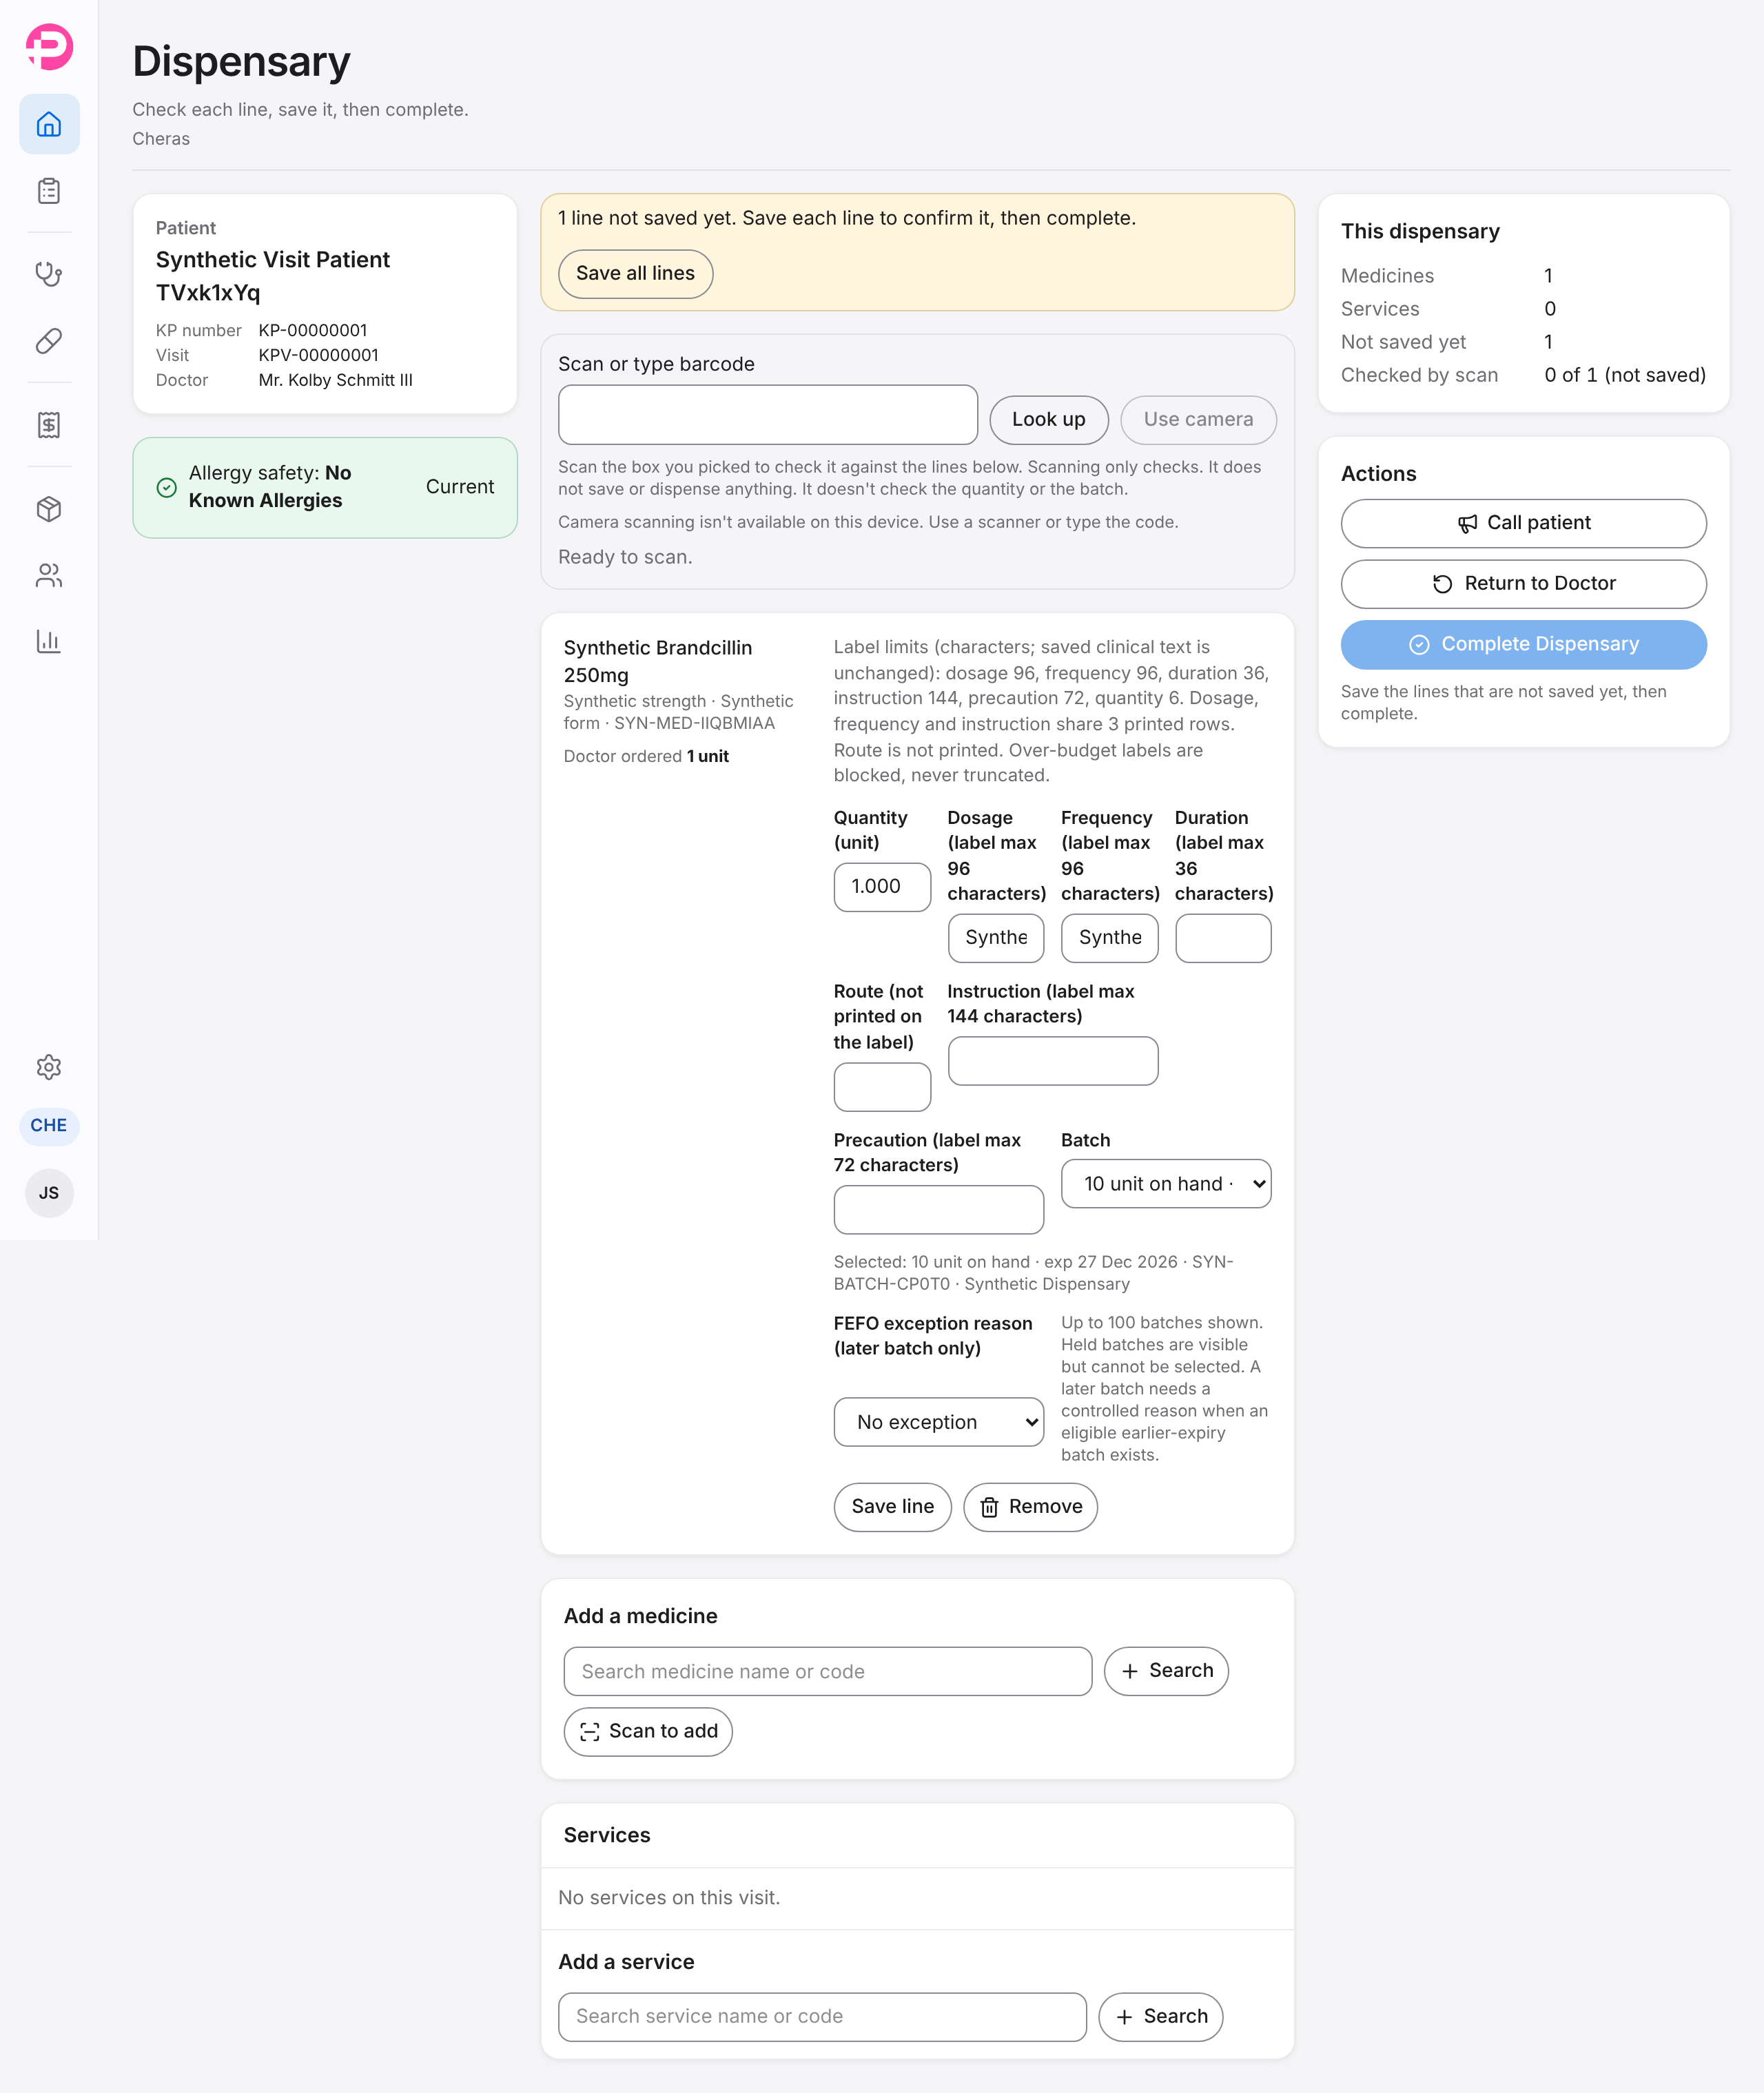 Dispensary
Check each line, save it, then complete.
Cheras
Patient
Synthetic Visit Patient
TVxk1xYq
KP number KP-00000001
Visit KPV-00000001
Doctor Mr. Kolby Schmitt III
Allergy safety: No
Known Allergies
Current
1 line not saved yet. Save each line to confirm it, then complete.
Save all lines
Scan or type barcode
Look up
Use camera
Scan the box you picked to check it against the lines below. Scanning only checks. It does
not save or dispense anything. It doesn't check the quantity or the batch.
Camera scanning isn't available on this device. Use a scanner or type the code.
Ready to scan.
Synthetic Brandcillin
250mg
Synthetic strength · Synthetic
form · SYN-MED-IIQBMIAA
Doctor ordered 1 unit
Label limits (characters; saved clinical text is
unchanged): dosage 96, frequency 96, duration 36,
instruction 144, precaution 72, quantity 6. Dosage,
frequency and instruction share 3 printed rows.
Route is not printed. Over-budget labels are
blocked, never truncated.
Quantity
(unit)
1.000
Dosage
(label max
96
characters)
Synthe
Frequency
(label max
96
characters)
Synthe
Duration
(label max
36
characters)
Route (not
printed on
the label)
Instruction (label max
144 characters)
Precaution (label max
72 characters)
Batch
10 unit on hand ·
Selected: 10 unit on hand · exp 27 Dec 2026 · SYN-
BATCH-CP0T0 · Synthetic Dispensary
FEFO exception reason
(later batch only)
No exception
Up to 100 batches shown.
Held batches are visible
but cannot be selected. A
later batch needs a
controlled reason when an
eligible earlier-expiry
batch exists.
Save line
Remove
Add a medicine
Search medicine name or code
Search
Scan to add
Services
No services on this visit.
Add a service
Search service name or code
Search
This dispensary
Medicines 1
Services 0
Not saved yet 1
Checked by scan 0 of 1 (not saved)
Actions
Call patient
Return to Doctor
Complete Dispensary
Save the lines that are not saved yet, then
complete.
CHE
JS